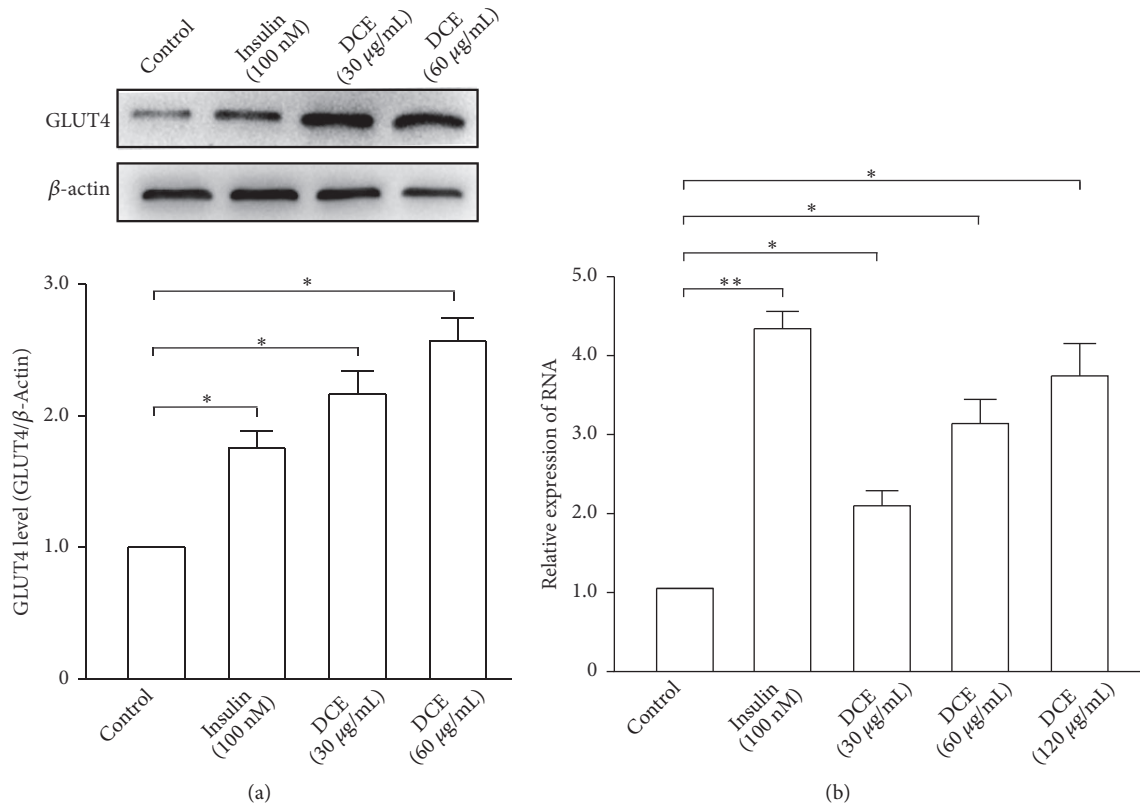 Control
Insulin
(100 nM)
DCE
(30 μg/mL)
DCE
(60 μg/mL)
GLUT4
β-actin
GLUT4 level (GLUT4/β-Actin)
3.0
2.0
1.0
0
*
*
*
Control
Insulin
(100 nM)
DCE
(30 μg/mL)
DCE
(60 μg/mL)
(a)
Relative expression of RNA
5.0
4.0
3.0
2.0
1.0
0
*
*
*
**
Control
Insulin
(100 nM)
DCE
(30 μg/mL)
DCE
(60 μg/mL)
DCE
(120 μg/mL)
(b)